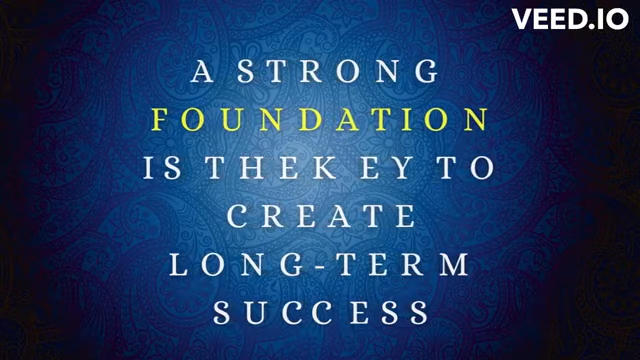 VEED.IO
A STRONG
FOUNDATION
IS THEK EY TO
CREATE
LONG-TERM
SUCCESS